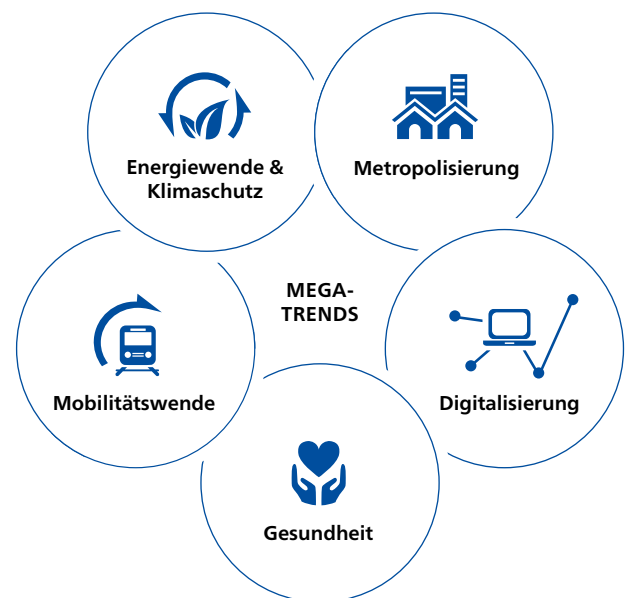 Energiewende &
Klimaschutz
Metropolisierung
MEGA-
TRENDS
Mobilitätswende
Digitalisierung
Gesundheit